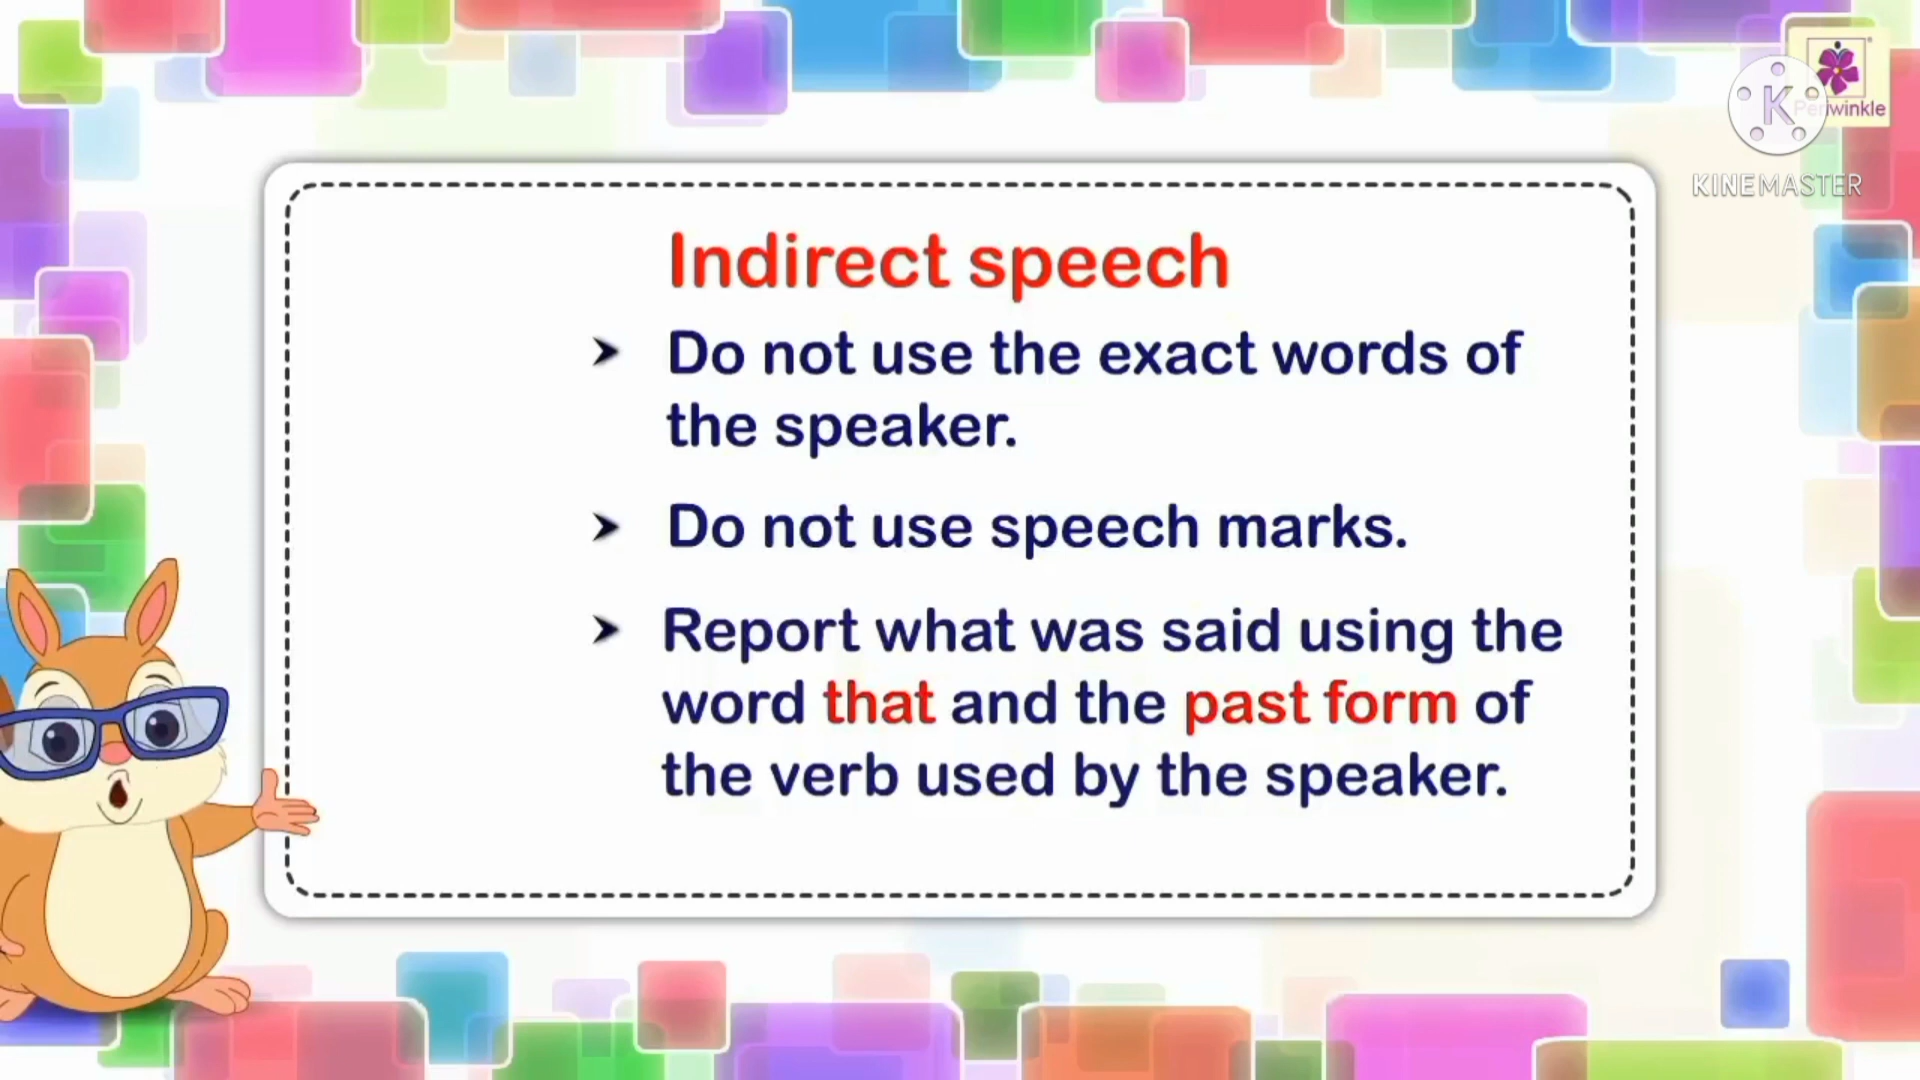 Indirect speech
➤ Do not use the exact words of
the speaker.
➤ Do not use speech marks.
➤ Report what was said using the
word that and the past form of
the verb used by the speaker.
K
Periwinkle
KINEMASTER